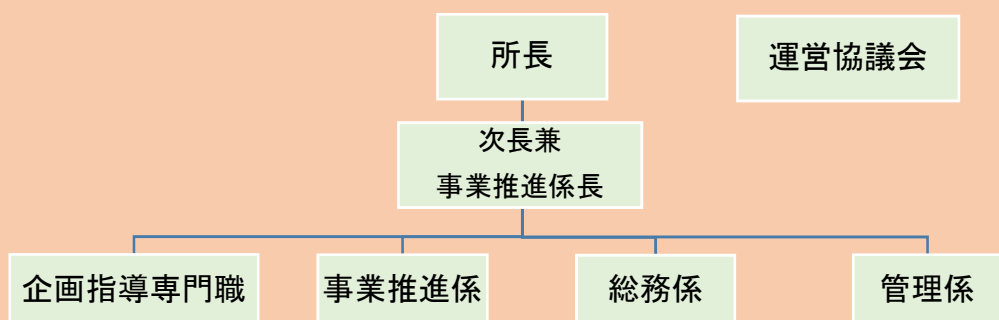 所長
運営協議会
次長兼
事業推進係長
企画指導専門職
事業推進係
総務係
管理係